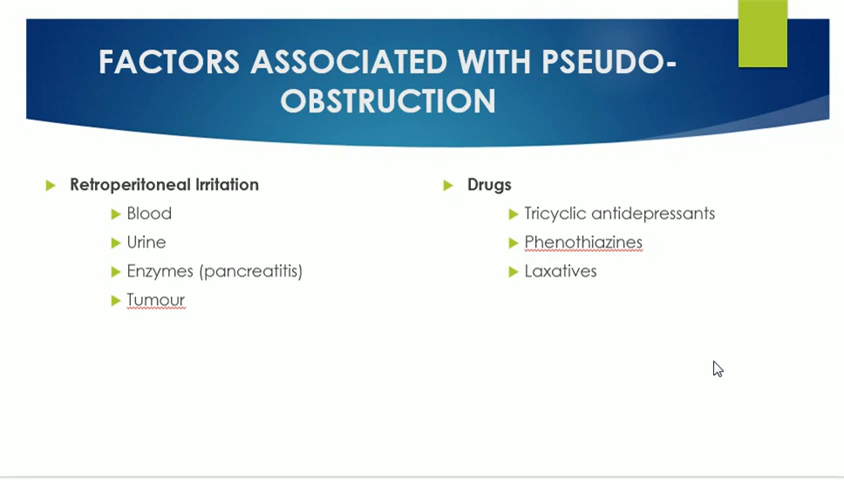 FACTORS ASSOCIATED WITH PSEUDO-
OBSTRUCTION
Retroperitoneal Irritation
Blood
Urine
Enzymes (pancreatitis)
Tumour
Drugs
Tricyclic antidepressants
Phenothiazines
Laxatives